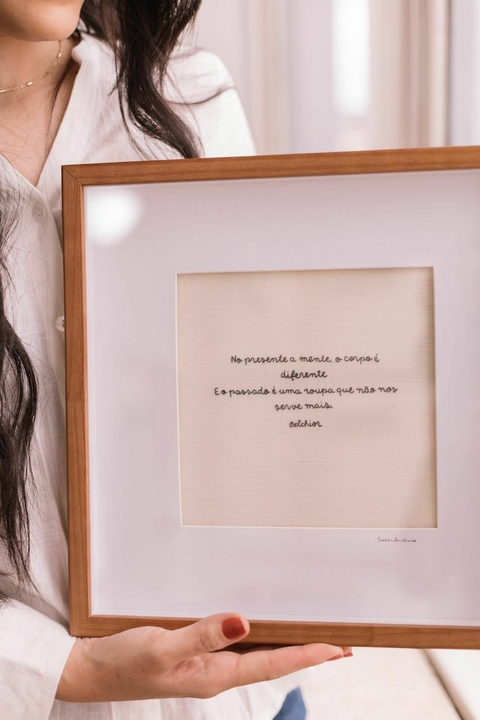 No presente a mente, o corpo é
diferente
E o passado é uma roupa que não nos
serve mais.
Belchior